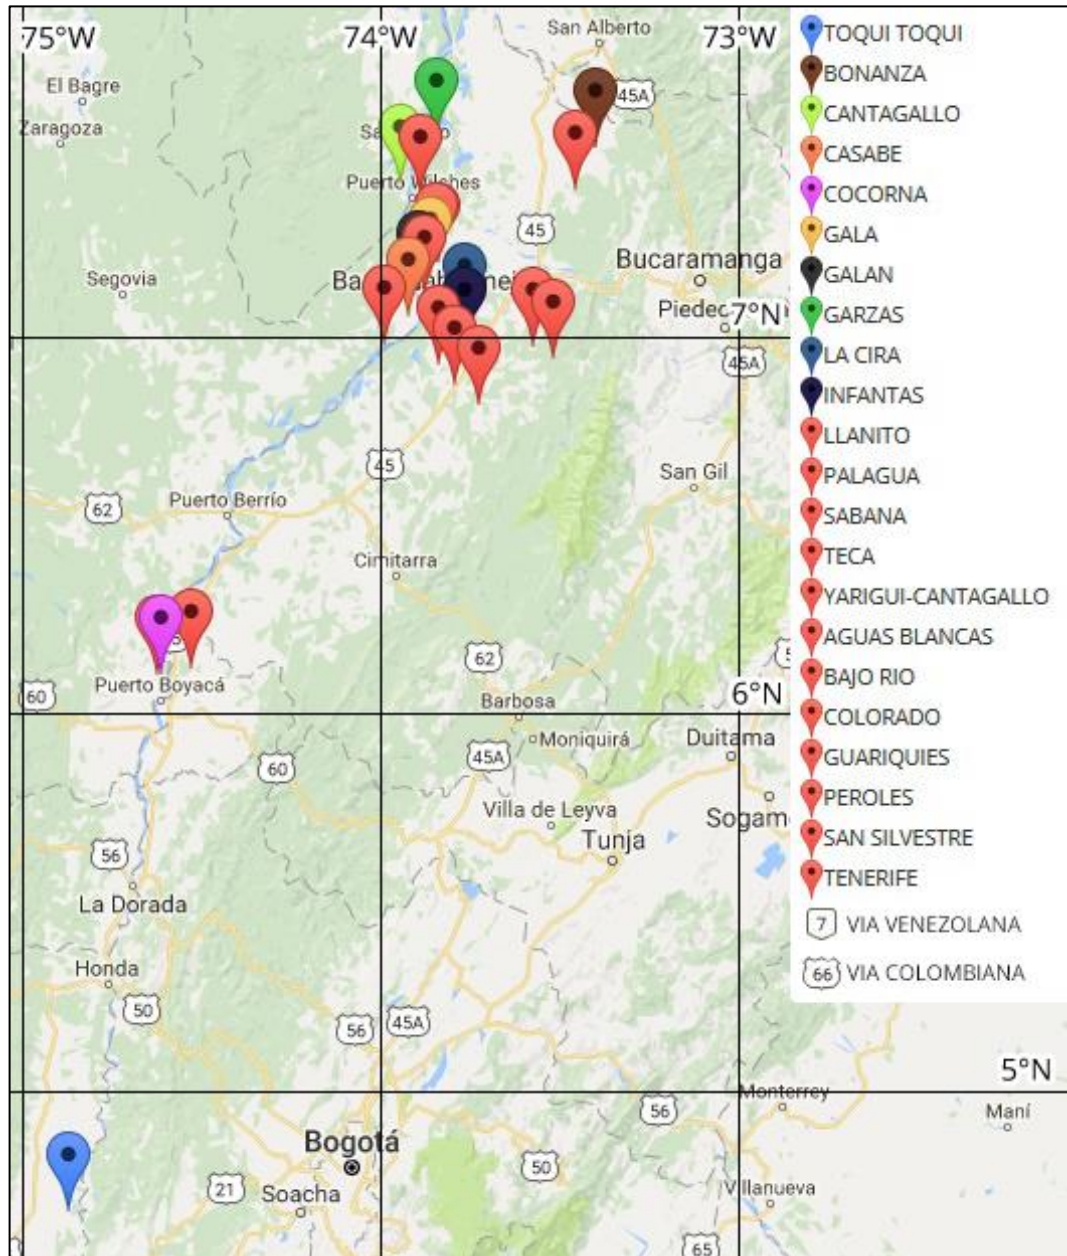 75°W
74°W
73°W
San Alberto
El Bagre
45A
Zaragoza
Puerto Wilches
45
Segovia
Bucaramanga
7°N
45A
45
San Gil
Puerto Berrío
62
Cimitarra
62
60
Puerto Boyacá
6°N
Barbosa
Moniquirá
Duitama
45A
60
Villa de Leyva
Tunja
56
La Dorada
Honda
50
56
45A
5°N
Monterrey
56
Maní
Bogotá
50
21
Soacha
Villanueva
65
TOQUI TOQUI
BONANZA
CANTAGALLO
CASABE
COCORNA
GALA
GALAN
GARZAS
LA CIRA
INFANTAS
LLANITO
PALAGUA
SABANA
TECA
YARIGUI-CANTAGALLO
AGUAS BLANCAS
BAJO RIO
COLORADO
GUARIQUIES
PEROLES
SAN SILVESTRE
TENERIFE
7 VIA VENEZOLANA
66 VIA COLOMBIANA